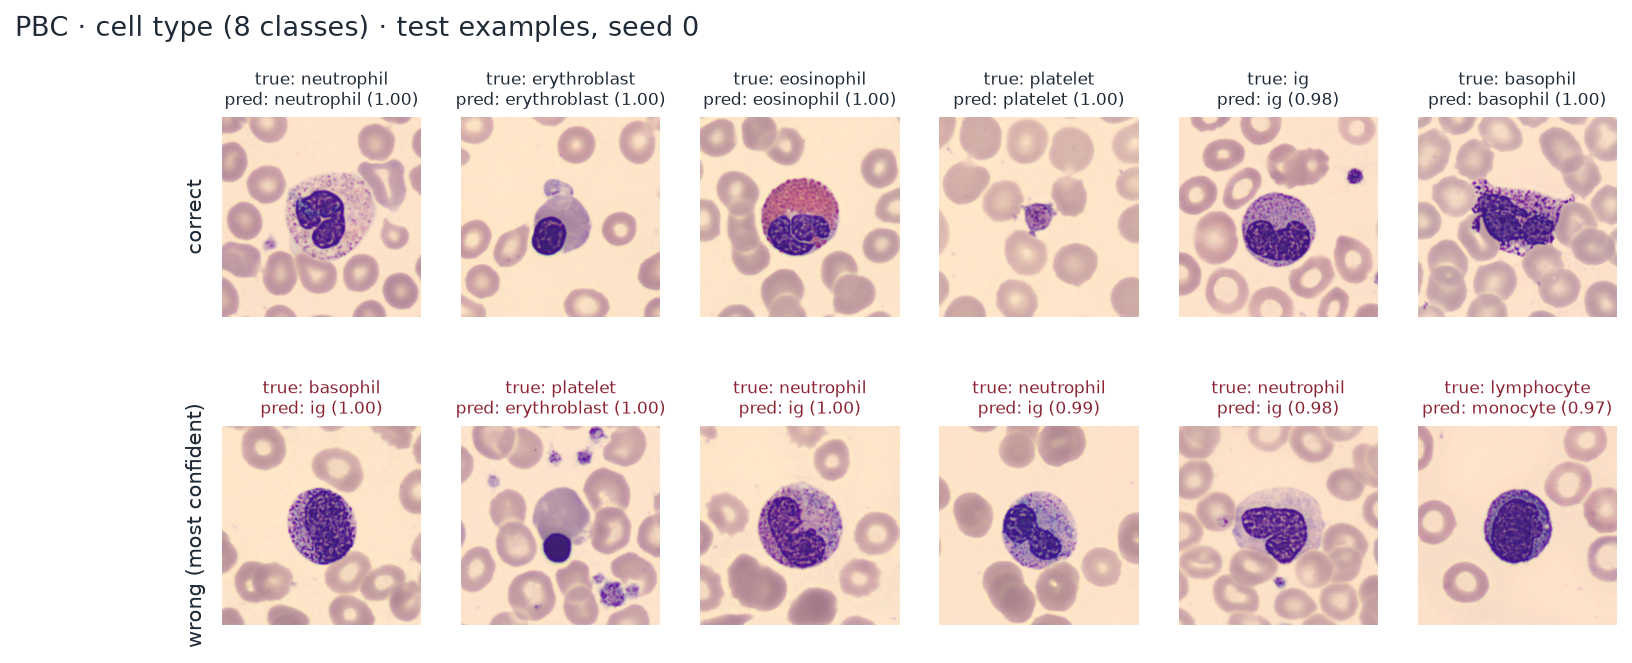 PBC · cell type (8 classes) · test examples, seed 0
true: neutrophil
pred: neutrophil (1.00)
true: erythroblast
pred: erythroblast (1.00)
true: eosinophil
pred: eosinophil (1.00)
true: platelet
pred: platelet (1.00)
true: ig
pred: ig (0.98)
true: basophil
pred: basophil (1.00)
correct
true: basophil
pred: ig (1.00)
true: platelet
pred: erythroblast (1.00)
true: neutrophil
pred: ig (1.00)
true: neutrophil
pred: ig (0.99)
true: neutrophil
pred: ig (0.98)
true: lymphocyte
pred: monocyte (0.97)
wrong (most confident)